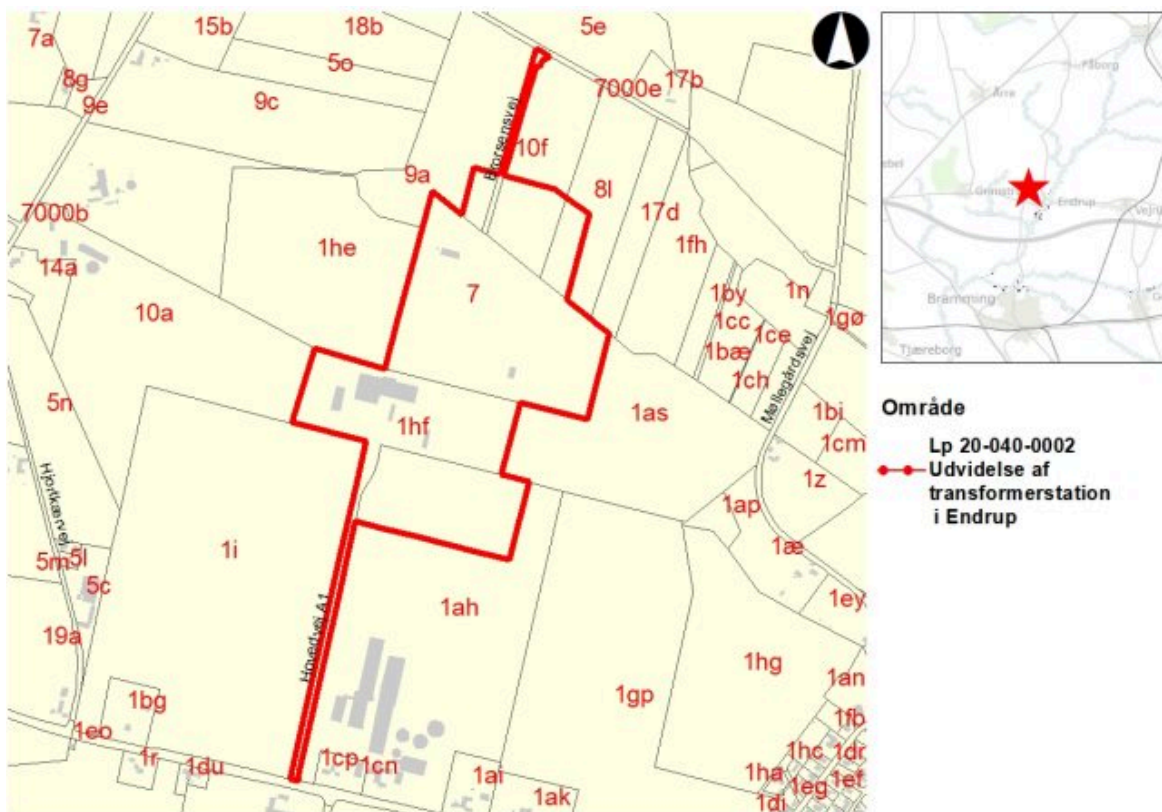 7a
15b
18b
5e
5o
8g
9e
9c
7000e
17b
10f
9a
8l
17d
7000b
1he
1fh
14a
7
1by
1n
10a
1cc
1ce
1gø
1bæ
1ch
Møllegårdsvej
5n
1hf
1as
1bi
1cm
1z
Hjortkærvej
1ap
1i
1æ
5m
5l
5c
1ey
19a
1ah
Hovedvej A1
1hg
1an
1bg
1gp
1fb
1eo
1r
1du
1cp
1cn
1ai
1ak
1hc
1dr
1ha
1eg
1ef
1di
Fåborg
Årre
Endrup
Bramming
Tjæreborg
Område
Lp 20-040-0002
Udvidelse af
transformerstation
i Endrup